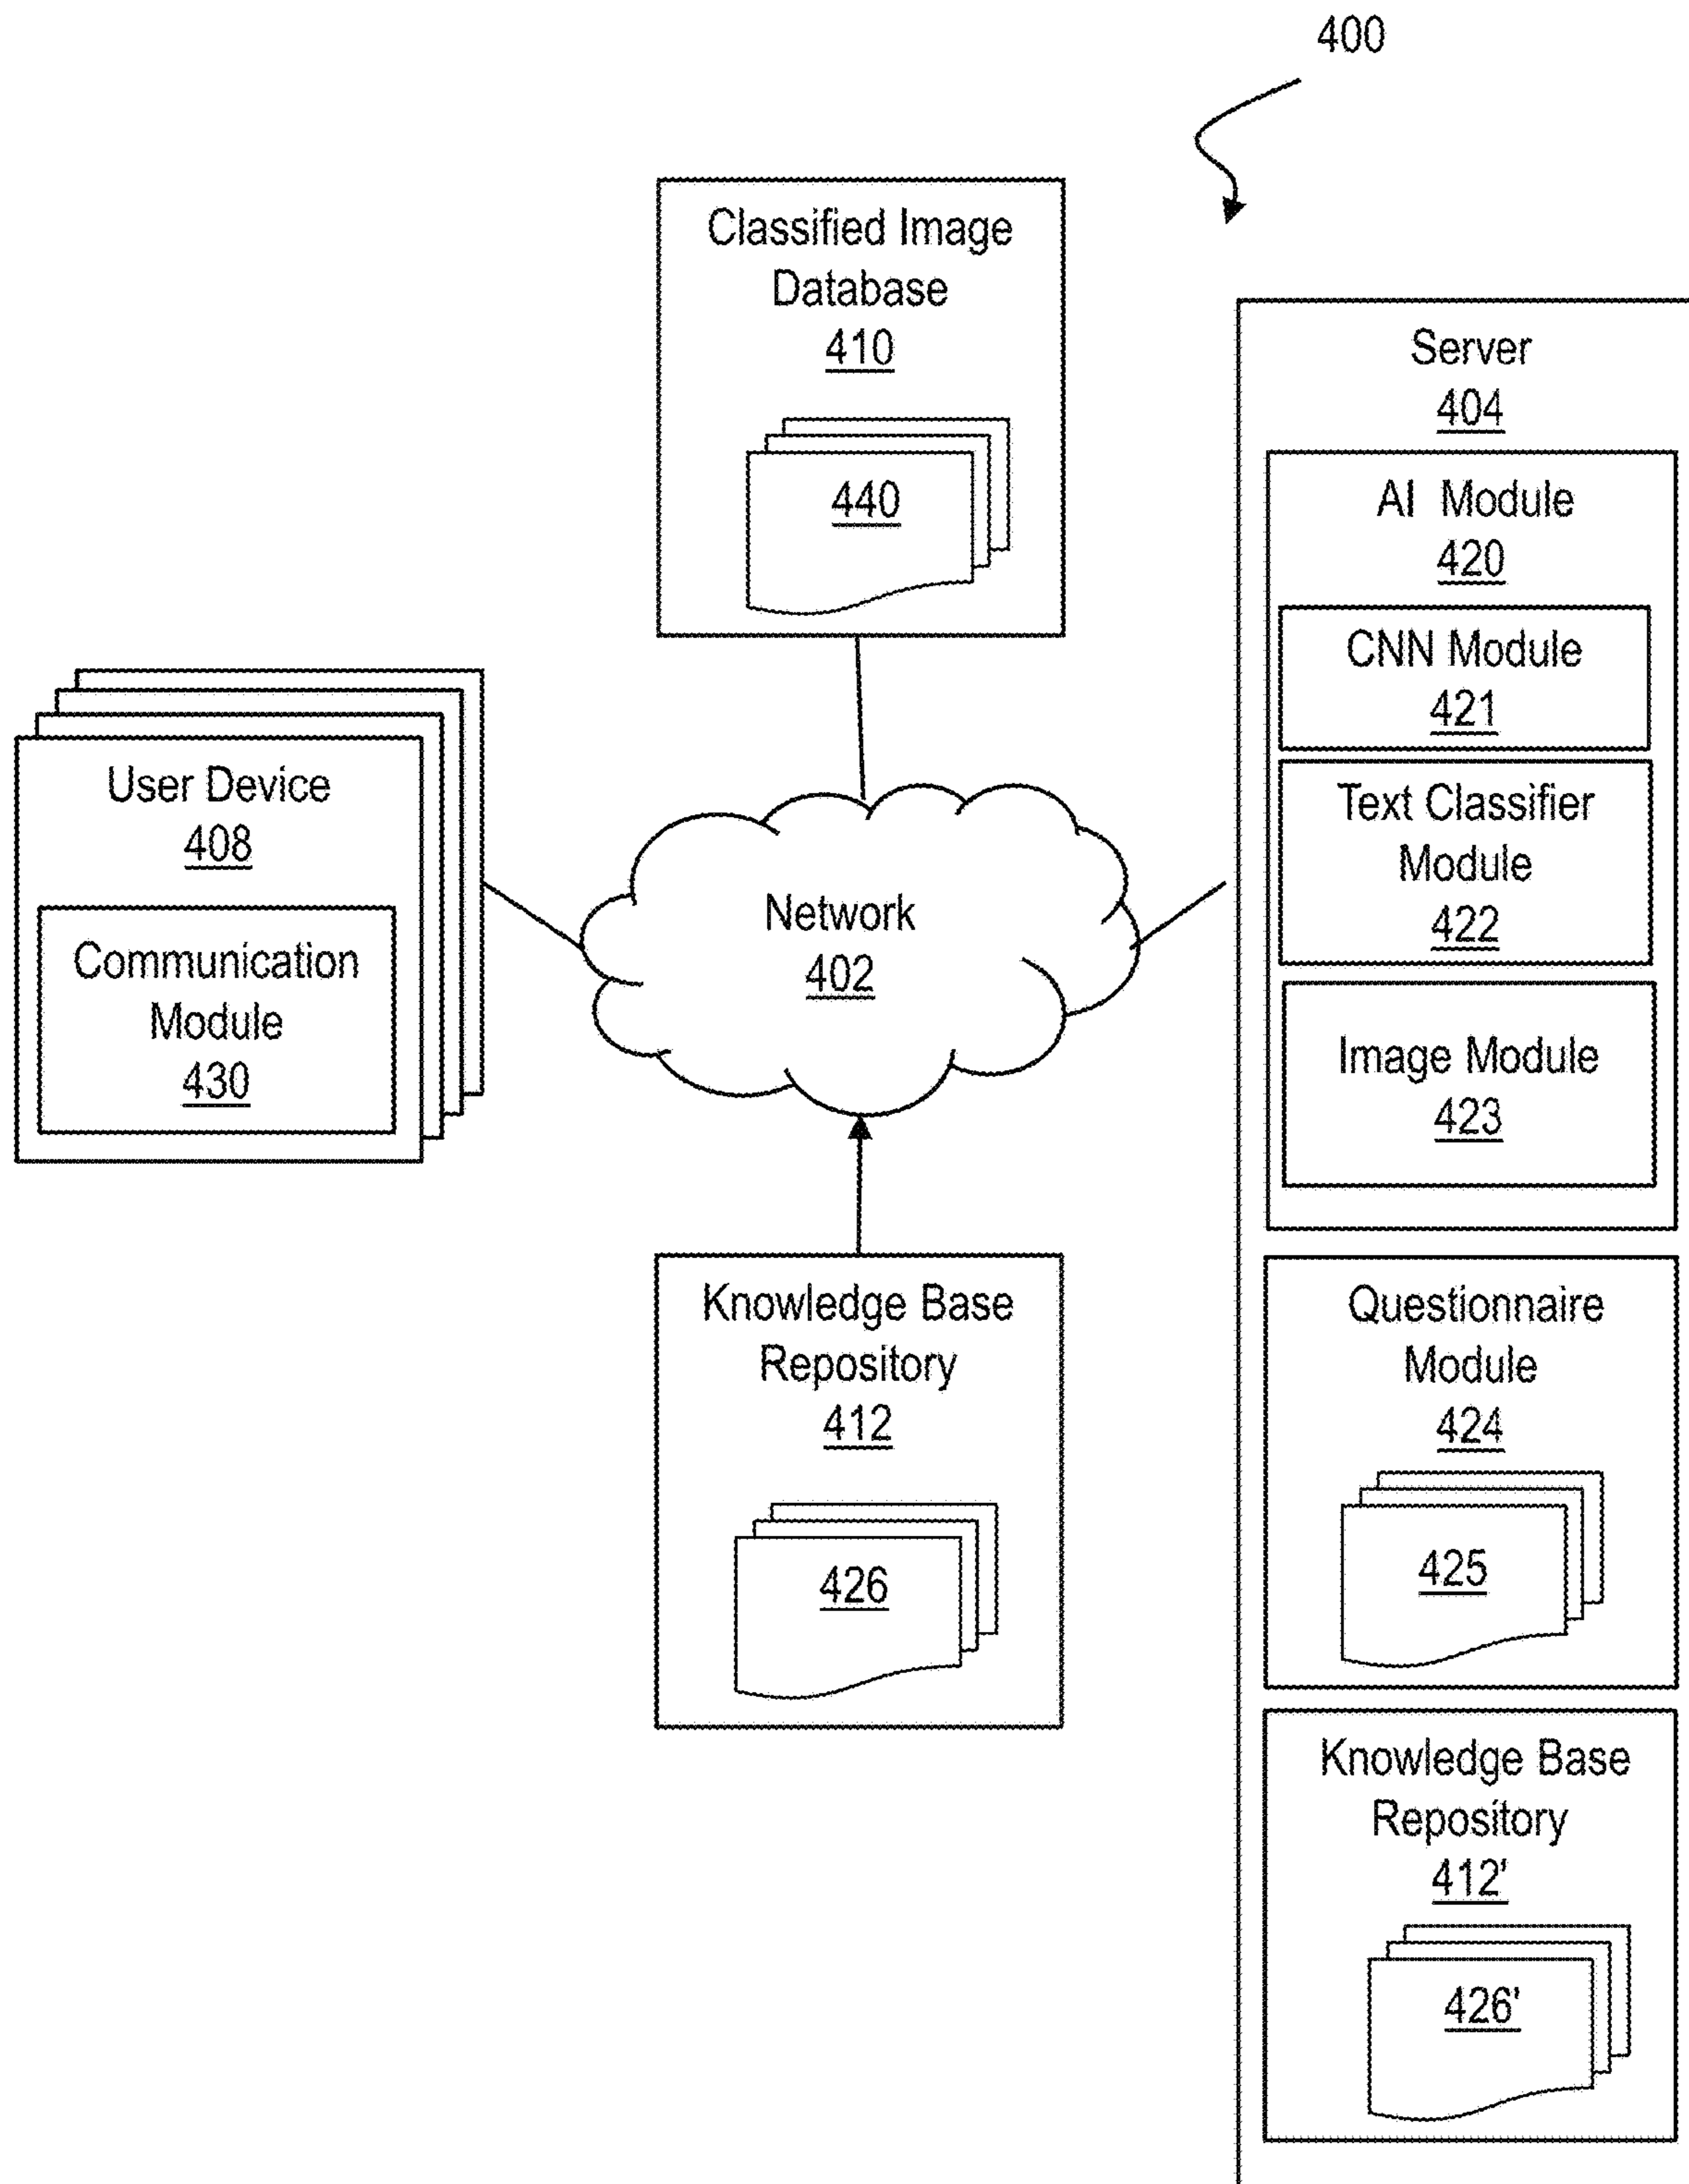 400
Classified Image
Database
410
440
User Device
408
Communication
Module
430
Network
402
Knowledge Base
Repository
412
426
Server
404
AI Module
420
CNN Module
421
Text Classifier
Module
422
Image Module
423
Questionnaire
Module
424
425
Knowledge Base
Repository
412'
426'